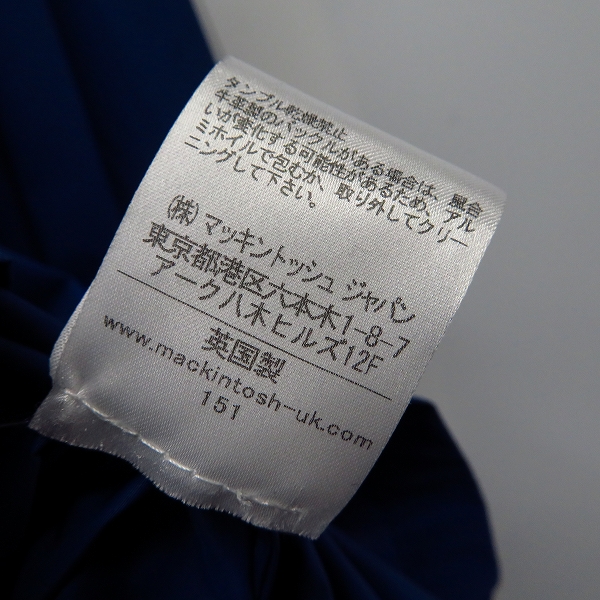 タンブル乾燥禁止
牛革製のバックルがある場合は、風合
いが変化する可能性があるため、アル
ミホイルで包むか、取り外してクリー
ニングして下さい。
(株)マッキントッシュ ジャパン
東京都港区六本木1-8-7
アーク八木ヒルズ12F
英国製
www.mackintosh-uk.com
151